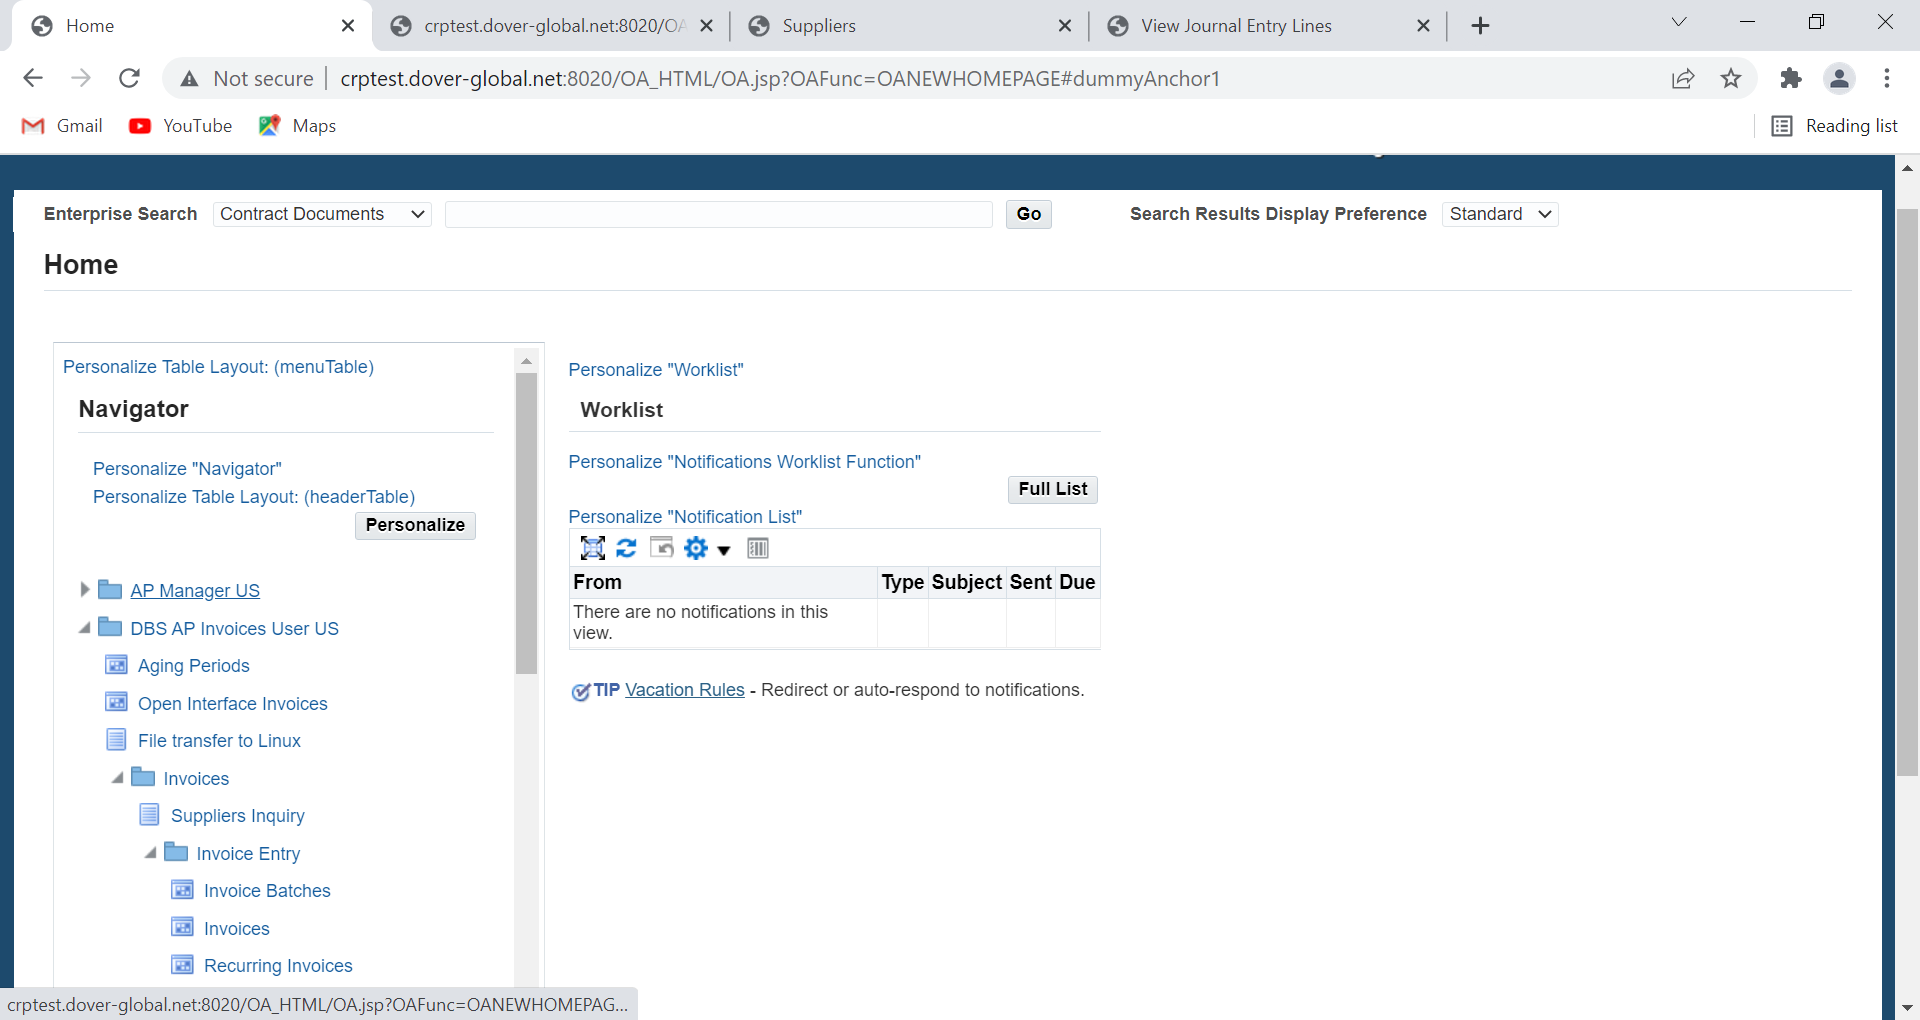 Home
crptest.dover-global.net:8020/OA
Suppliers
View Journal Entry Lines
Not secure
crptest.dover-global.net:8020/OA_HTML/OA.jsp?OAFunc=OANEWHOMEPAGE#dummyAnchor1
Gmail
YouTube
Maps
Reading list
Enterprise Search
Contract Documents
Go
Search Results Display Preference
Standard
Home
Personalize Table Layout: (menuTable)
Navigator
Personalize "Navigator"
Personalize Table Layout: (headerTable)
Personalize
AP Manager US
DBS AP Invoices User US
Aging Periods
Open Interface Invoices
File transfer to Linux
Invoices
Suppliers Inquiry
Invoice Entry
Invoice Batches
Invoices
Recurring Invoices
Personalize "Worklist"
Worklist
Personalize "Notifications Worklist Function"
Full List
Personalize "Notification List"
From Type Subject Sent Due
There are no notifications in this
view.
TIP Vacation Rules - Redirect or auto-respond to notifications.
crptest.dover-global.net:8020/OA_HTML/OA.jsp?OAFunc=OANEWHOMEPAG...